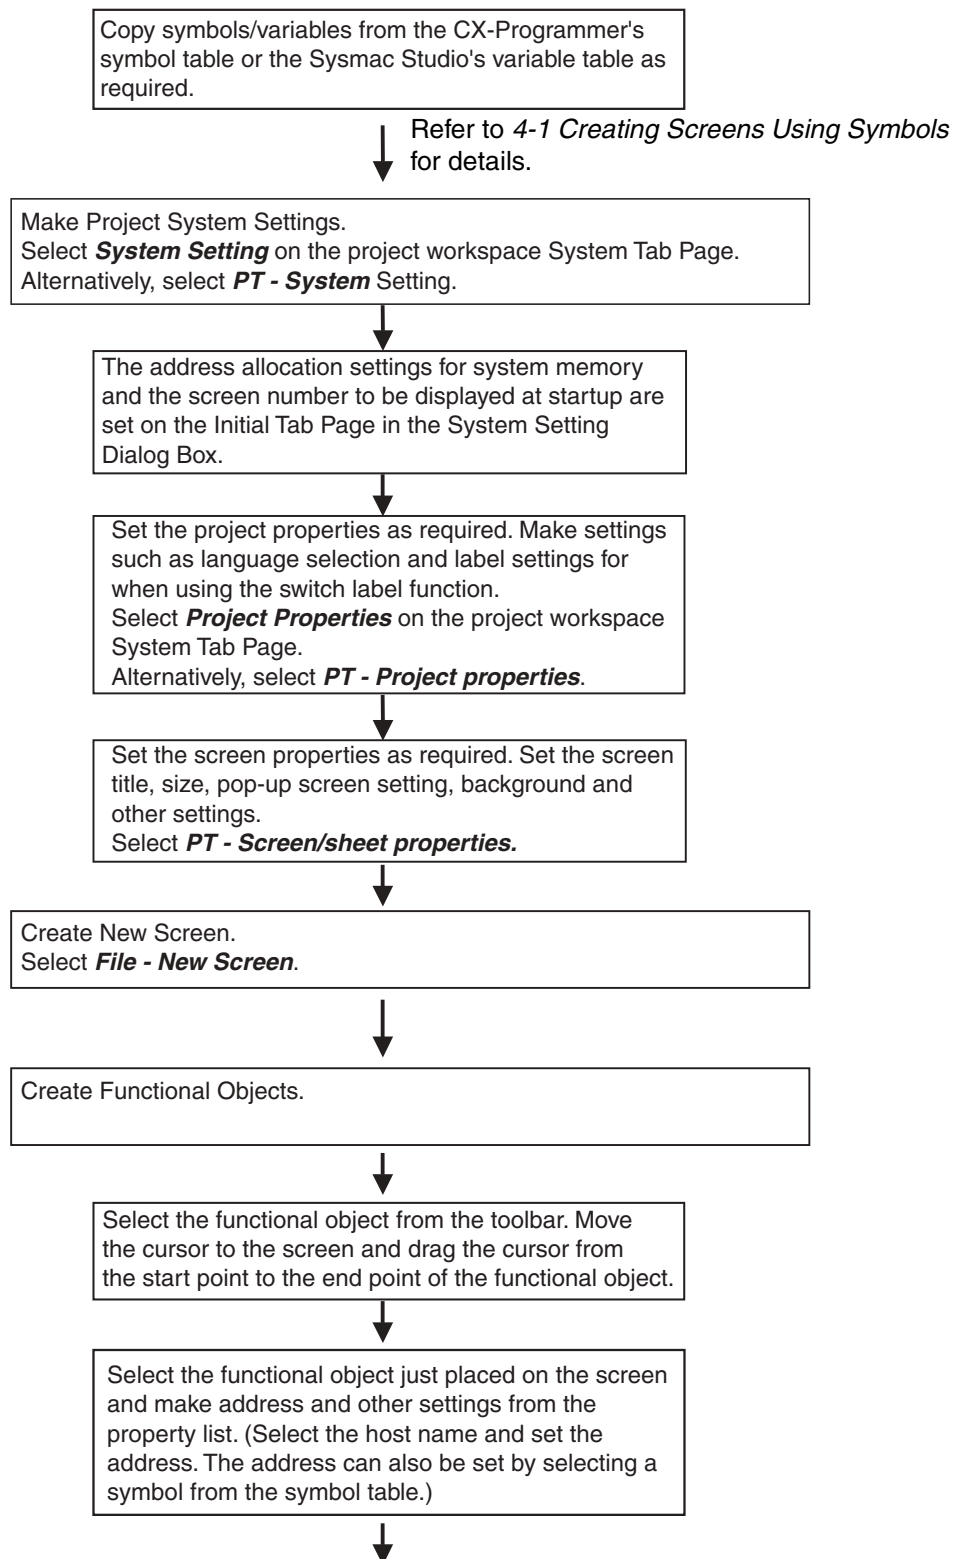 Copy symbols/variables from the CX-Programmer's
symbol table or the Sysmac Studio's variable table as
required.
Refer to 4-1 Creating Screens Using Symbols
for details.
Make Project System Settings.
Select System Setting on the project workspace System Tab Page.
Alternatively, select PT - System Setting.
The address allocation settings for system memory
and the screen number to be displayed at startup are
set on the Initial Tab Page in the System Setting
Dialog Box.
Set the project properties as required. Make settings
such as language selection and label settings for
when using the switch label function.
Select Project Properties on the project workspace
System Tab Page.
Alternatively, select PT - Project properties.
Set the screen properties as required. Set the screen
title, size, pop-up screen setting, background and
other settings.
Select PT - Screen/sheet properties.
Create New Screen.
Select File - New Screen.
Create Functional Objects.
Select the functional object from the toolbar. Move
the cursor to the screen and drag the cursor from
the start point to the end point of the functional object.
Select the functional object just placed on the screen
and make address and other settings from the
property list. (Select the host name and set the
address. The address can also be set by selecting a
symbol from the symbol table.)